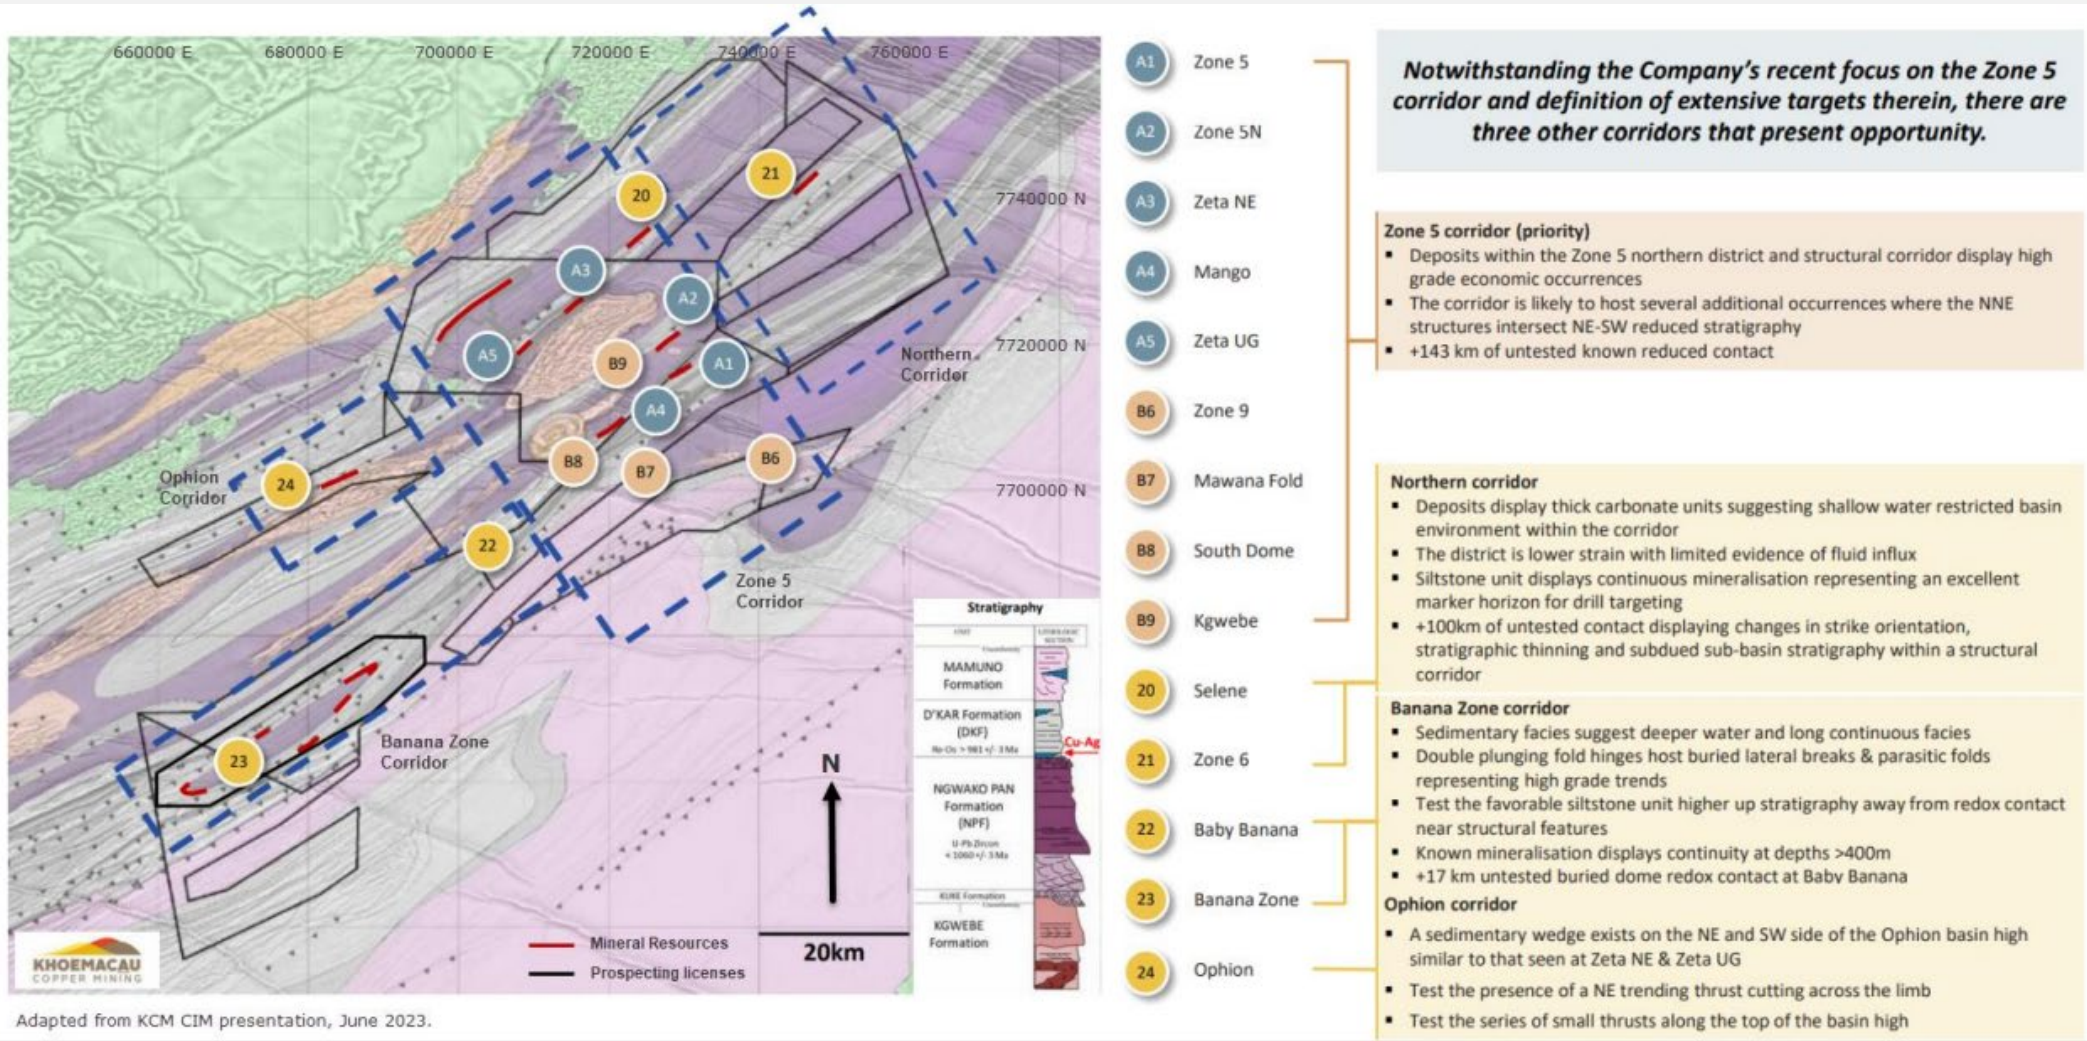 660000 E
680000 E
700000 E
720000 E
740000 E
760000 E
7740000 N
7720000 N
7700000 N
20
21
A3
A2
A5
B9
A1
A4
B8
B7
B6
24
22
23
Northern
Corridor
Ophion
Corridor
Zone 5
Corridor
Banana Zone
Corridor
N
20km
Mineral Resources
Prospecting licenses
KHOEMACAU
COPPER MINING
Stratigraphy
UNIT
LITHOLOGIC
SECTION
MAMUNO
Formation
D'KAR Formation
(DKF)
Re-Os > 981 +/- 3 Ma
Cu-Ag
NGWAKO PAN
Formation
(NPF)
U-Pb Zircon
< 1060 +/- 3 Ma
KUKE Formation
KGWEBE
Formation
Adapted from KCM CIM presentation, June 2023.
A1 Zone 5
A2 Zone 5N
A3 Zeta NE
A4 Mango
A5 Zeta UG
B6 Zone 9
B7 Mawana Fold
B8 South Dome
B9 Kgwebe
20 Selene
21 Zone 6
22 Baby Banana
23 Banana Zone
24 Ophion
Notwithstanding the Company's recent focus on the Zone 5
corridor and definition of extensive targets therein, there are
three other corridors that present opportunity.
Zone 5 corridor (priority)
▪ Deposits within the Zone 5 northern district and structural corridor display high
grade economic occurrences
▪ The corridor is likely to host several additional occurrences where the NNE
structures intersect NE-SW reduced stratigraphy
▪ +143 km of untested known reduced contact
Northern corridor
▪ Deposits display thick carbonate units suggesting shallow water restricted basin
environment within the corridor
▪ The district is lower strain with limited evidence of fluid influx
▪ Siltstone unit displays continuous mineralisation representing an excellent
marker horizon for drill targeting
▪ +100km of untested contact displaying changes in strike orientation,
stratigraphic thinning and subdued sub-basin stratigraphy within a structural
corridor
Banana Zone corridor
▪ Sedimentary facies suggest deeper water and long continuous facies
▪ Double plunging fold hinges host buried lateral breaks & parasitic folds
representing high grade trends
▪ Test the favorable siltstone unit higher up stratigraphy away from redox contact
near structural features
▪ Known mineralisation displays continuity at depths >400m
▪ +17 km untested buried dome redox contact at Baby Banana
Ophion corridor
▪ A sedimentary wedge exists on the NE and SW side of the Ophion basin high
similar to that seen at Zeta NE & Zeta UG
▪ Test the presence of a NE trending thrust cutting across the limb
▪ Test the series of small thrusts along the top of the basin high